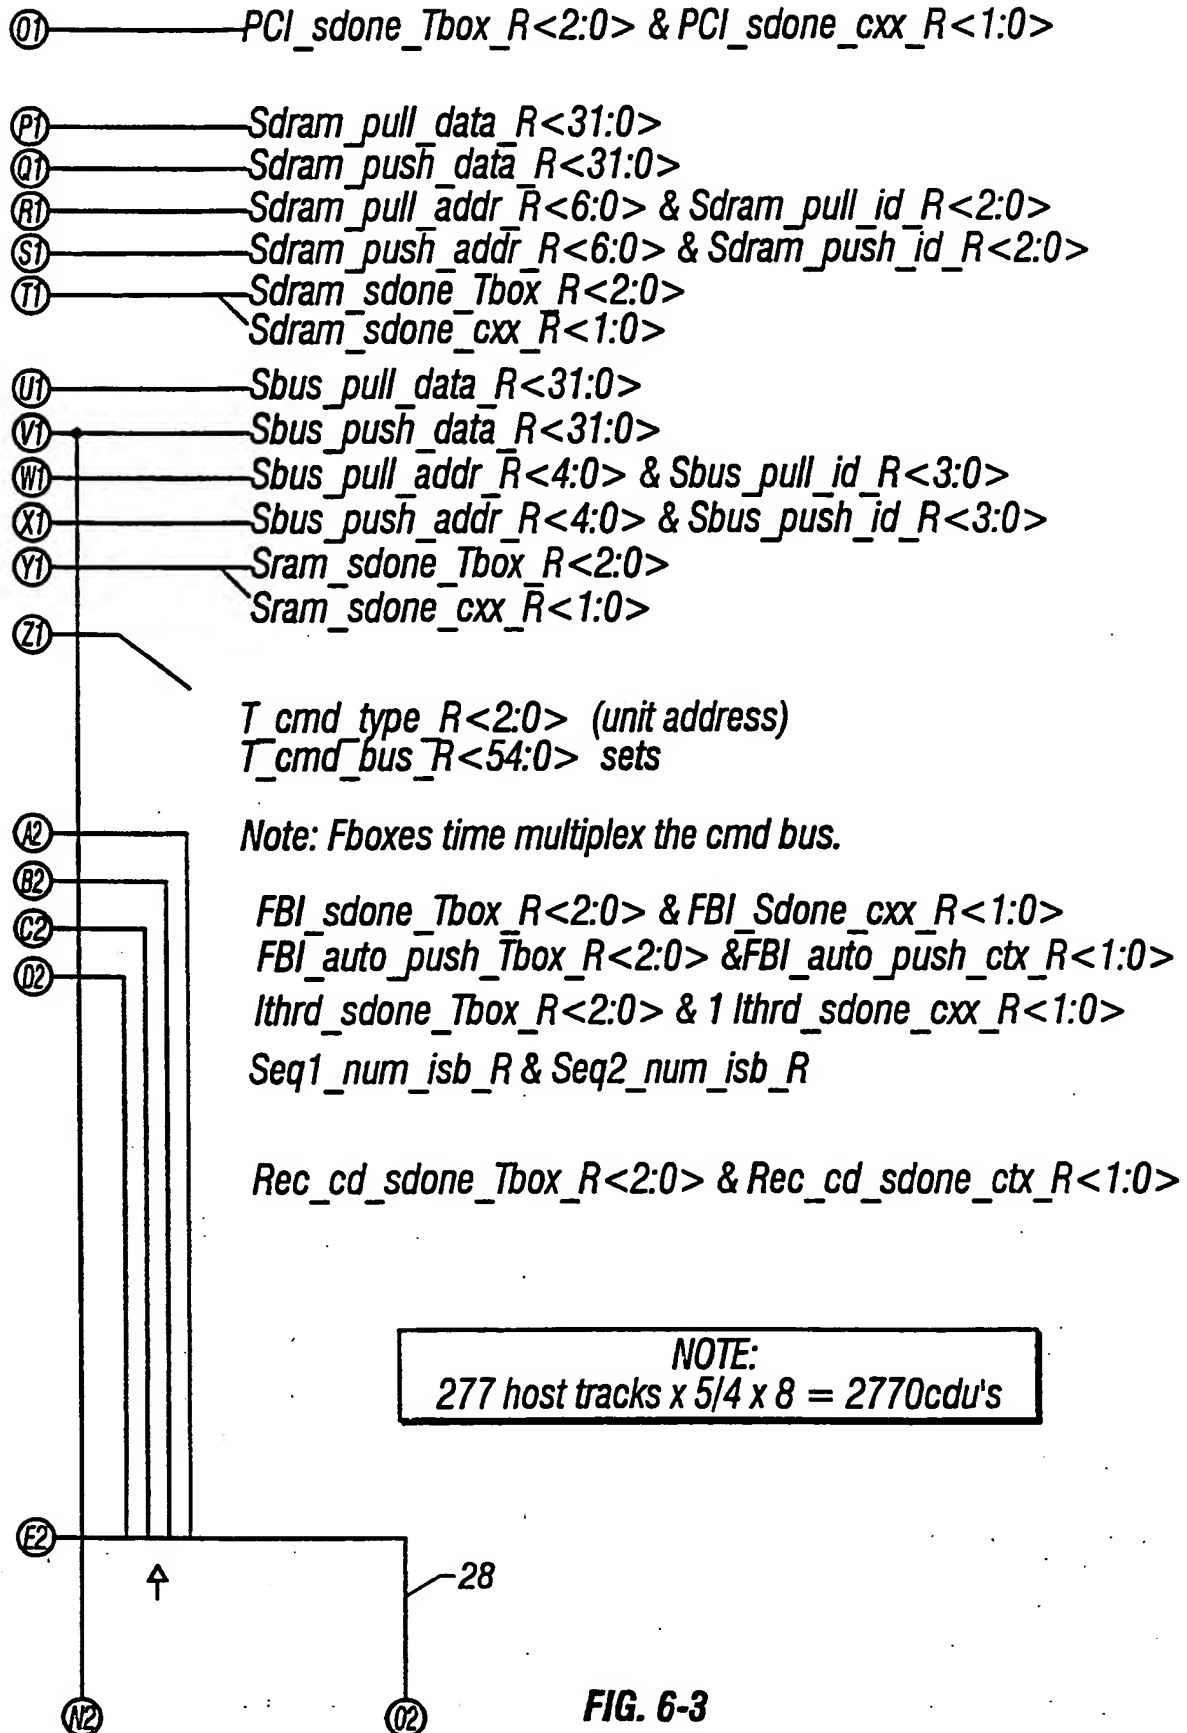 O1 PCI_sdone_Tbox_R<2:0> & PCI_sdone_cxx_R<1:0>
P1 Sdram_pull_data_R<31:0>
Q1 Sdram_push_data_R<31:0>
R1 Sdram_pull_addr_R<6:0> & Sdram_pull_id_R<2:0>
S1 Sdram_push_addr_R<6:0> & Sdram_push_id_R<2:0>
T1 Sdram_sdone_Tbox_R<2:0>
Sdram_sdone_cxx_R<1:0>
U1 Sbus_pull_data_R<31:0>
V1 Sbus_push_data_R<31:0>
W1 Sbus_pull_addr_R<4:0> & Sbus_pull_id_R<3:0>
X1 Sbus_push_addr_R<4:0> & Sbus_push_id_R<3:0>
Y1 Sram_sdone_Tbox_R<2:0>
Sram_sdone_cxx_R<1:0>
Z1
T_cmd_type_R<2:0> (unit address)
T_cmd_bus_R<54:0> sets
A2 Note: Fboxes time multiplex the cmd bus.
B2
FBI_sdone_Tbox_R<2:0> & FBI_Sdone_cxx_R<1:0>
C2
FBI_auto_push_Tbox_R<2:0> &FBI_auto_push_ctx_R<1:0>
D2
Ithrd_sdone_Tbox_R<2:0> & 1 Ithrd_sdone_cxx_R<1:0>
Seq1_num_isb_R & Seq2_num_isb_R
Rec_cd_sdone_Tbox_R<2:0> & Rec_cd_sdone_ctx_R<1:0>
NOTE:
277 host tracks x 5/4 x 8 = 2770cdu's
E2
28
N2 O2 FIG. 6-3